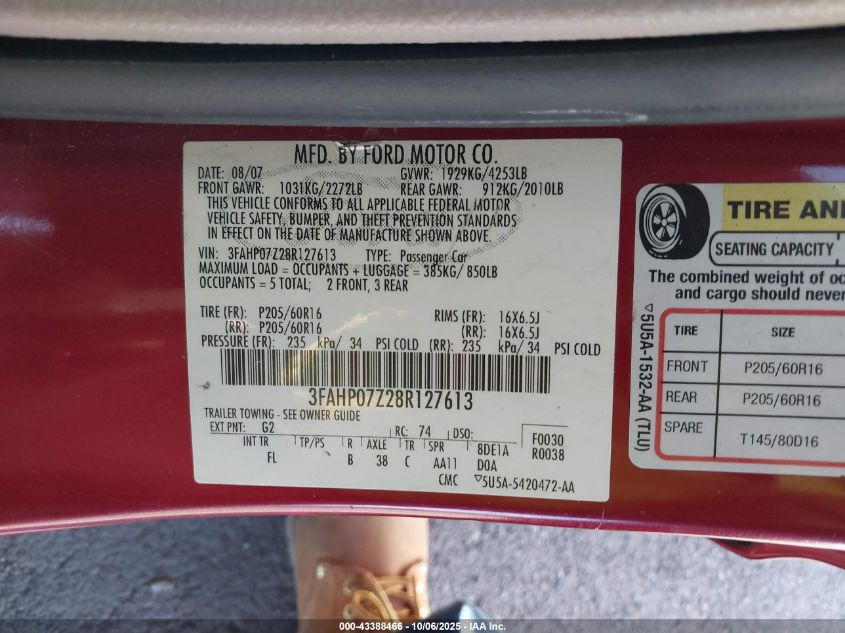 MFD. BY FORD MOTOR CO.
DATE: 08/07 GVWR: 1929KG/4253LB
FRONT GAWR: 1031KG/2272LB REAR GAWR: 912KG/2010LB
THIS VEHICLE CONFORMS TO ALL APPLICABLE FEDERAL MOTOR
VEHICLE SAFETY, BUMPER, AND THEFT PREVENTION STANDARDS
IN EFFECT ON THE DATE OF MANUFACTURE SHOWN ABOVE.
VIN: 3FAHP07Z28R127613 TYPE: Passenger Car
MAXIMUM LOAD = OCCUPANTS + LUGGAGE = 385KG/ 850LB
OCCUPANTS = 5 TOTAL; 2 FRONT, 3 REAR
TIRE (FR): P205/60R16 RIMS (FR): 16X6.5J
(RR): P205/60R16 (RR): 16X6.5J
PRESSURE (FR): 235 kPa/ 34 PSI COLD (RR): 235 kPa/ 34 PSI COLD
3FAHP07Z28R127613
TRAILER TOWING - SEE OWNER GUIDE
EXT PNT: G2 RC: 74 DSO: F0030
INT TR TP/PS R AXLE TR SPR 8DE1A R0038
FL B 38 C AA11 D0A
CMC ▽5U5A-5420472-AA
TIRE AN
SEATING CAPACITY
The combined weight of oc
and cargo should never
▽5U5A-1532-AA (TLU)
TIRE SIZE
FRONT P205/60R16
REAR P205/60R16
SPARE T145/80D16
000-43388466 - 10/06/2025 - IAA Inc.